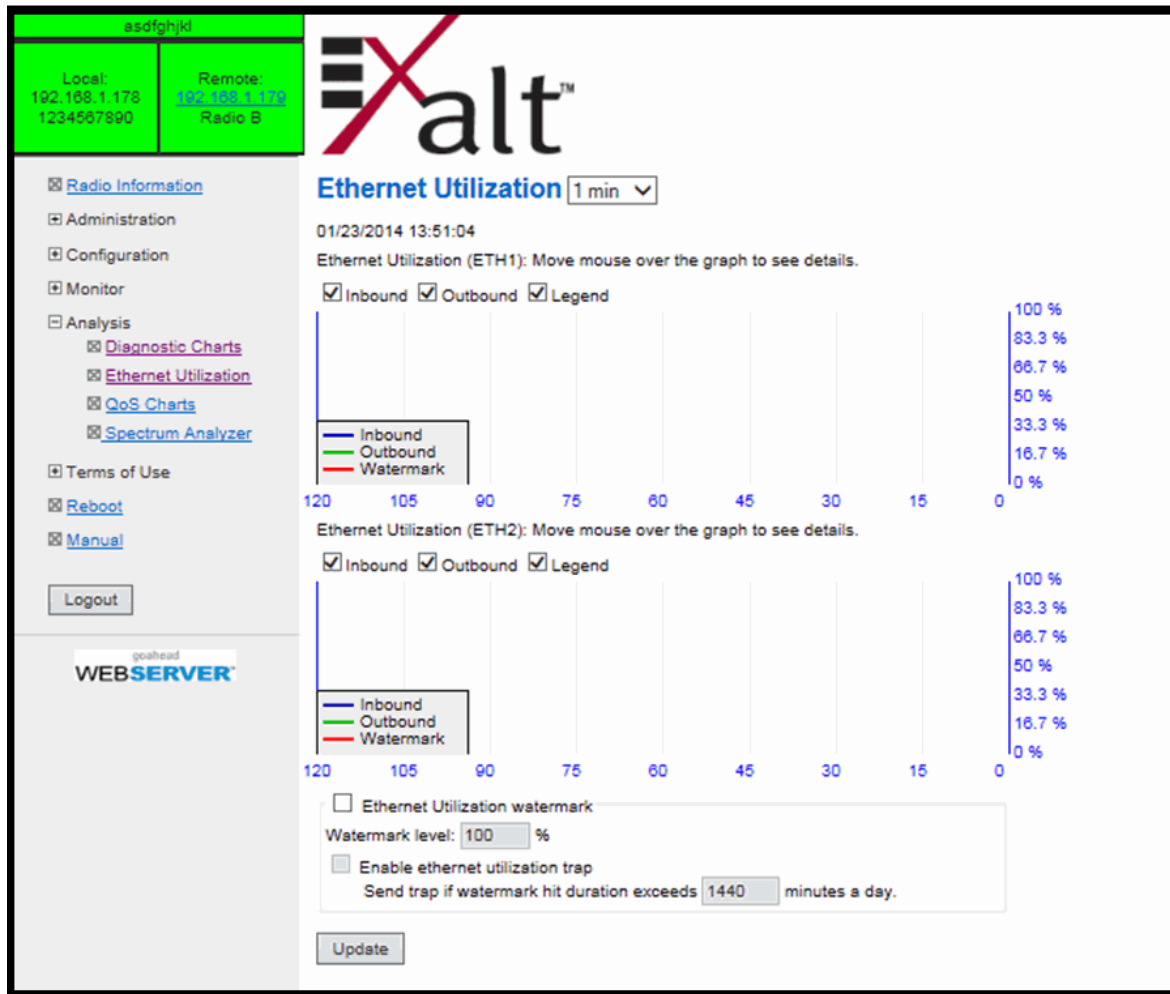 asdfghjkl
Local:
192.168.1.178
1234567890
Remote:
192.168.1.179
Radio B
Exalt™
Radio Information
Administration
Configuration
Monitor
Analysis
Diagnostic Charts
Ethernet Utilization
QoS Charts
Spectrum Analyzer
Terms of Use
Reboot
Manual
Logout
goahead
WEBSERVER™
Ethernet Utilization 1 min
01/23/2014 13:51:04
Ethernet Utilization (ETH1): Move mouse over the graph to see details.
Inbound Outbound Legend
100 %
83.3 %
66.7 %
50 %
33.3 %
16.7 %
0 %
Inbound
Outbound
Watermark
120 105 90 75 60 45 30 15 0
Ethernet Utilization (ETH2): Move mouse over the graph to see details.
Inbound Outbound Legend
100 %
83.3 %
66.7 %
50 %
33.3 %
16.7 %
0 %
Inbound
Outbound
Watermark
120 105 90 75 60 45 30 15 0
Ethernet Utilization watermark
Watermark level: 100 %
Enable ethernet utilization trap
Send trap if watermark hit duration exceeds 1440 minutes a day.
Update